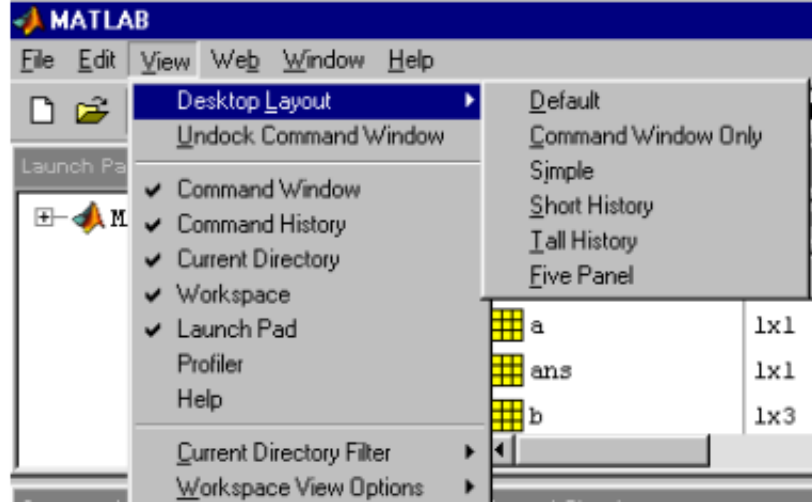 MATLAB
File Edit View Web Window Help
Desktop Layout
Undock Command Window
Launch Pa
Command Window
Command History
Current Directory
Workspace
Launch Pad
Profiler
Help
Current Directory Filter
Workspace View Options
Default
Command Window Only
Simple
Short History
Tall History
Five Panel
M
a 1x1
ans 1x1
b 1x3